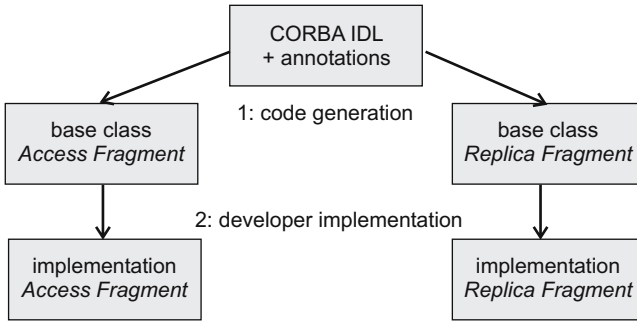 CORBA IDL
+ annotations
1: code generation
base class
Access Fragment
base class
Replica Fragment
2: developer implementation
implementation
Access Fragment
implementation
Replica Fragment